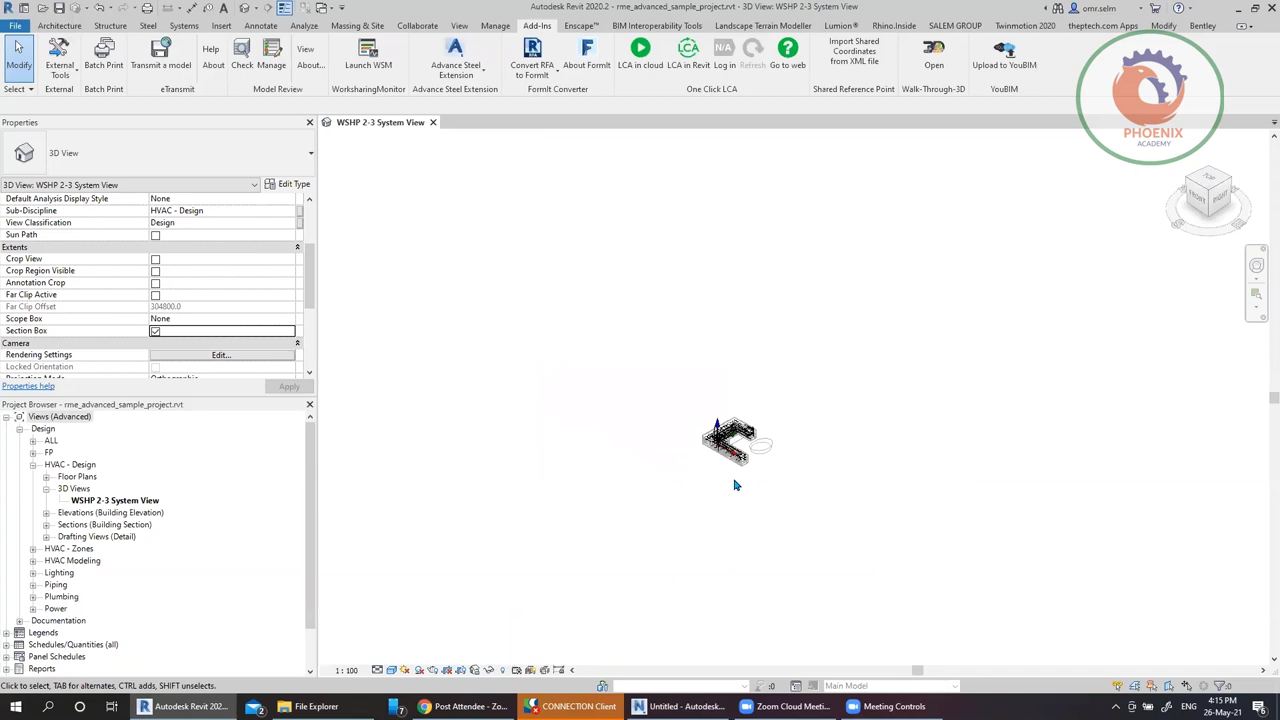 Autodesk Revit 2020.2 - rme_advanced_sample_project.rvt - 3D View: WSHP 2-3 System View
omr.selm
File Architecture Structure Steel Systems Insert Annotate Analyze Massing & Site Collaborate View Manage Add-Ins Enscape™ BIM Interoperability Tools Landscape Terrain Modeller Lumion® Rhino.Inside SALEM GROUP Twinmotion 2020 theptech.com Apps Modify Bentley
Modify
External Tools
Batch Print
Transmit a model
Help About
Check
Manage
View About...
Launch WSM
Advance Steel Extension
Convert RFA to FormIt
About FormIt
LCA in cloud
LCA in Revit
Log in
Refresh
Go to web
Import Shared Coordinates from XML file
Open
Upload to YouBIM
Select
External
Batch Print
eTransmit
Model Review
WorksharingMonitor
Advance Steel Extension
FormIt Converter
One Click LCA
Shared Reference Point
Walk-Through-3D
YouBIM
PHOENIX
ACADEMY
Properties
WSHP 2-3 System View
3D View
3D View: WSHP 2-3 System View
Edit Type
Default Analysis Display Style None
Sub-Discipline HVAC - Design
View Classification Design
Sun Path
Extents
Crop View
Crop Region Visible
Annotation Crop
Far Clip Active
Far Clip Offset 304800.0
Scope Box None
Section Box
Camera
Rendering Settings Edit...
Locked Orientation
Properties help Apply
TOP
FRONT
RIGHT
Project Browser - rme_advanced_sample_project.rvt
Views (Advanced)
Design
ALL
FP
HVAC - Design
Floor Plans
3D Views
WSHP 2-3 System View
Elevations (Building Elevation)
Sections (Building Section)
Drafting Views (Detail)
HVAC - Zones
HVAC Modeling
Lighting
Piping
Plumbing
Power
Documentation
Legends
Schedules/Quantities (all)
Panel Schedules
Reports
1 : 100
Click to select, TAB for alternates, CTRL adds, SHIFT unselects.
:0
Main Model
:0
Autodesk Revit 202...
2
File Explorer
7
Post Attendee - Zo...
CONNECTION Client
Untitled - Autodes...
Zoom Cloud Meeti...
Meeting Controls
4:15 PM
26-May-21